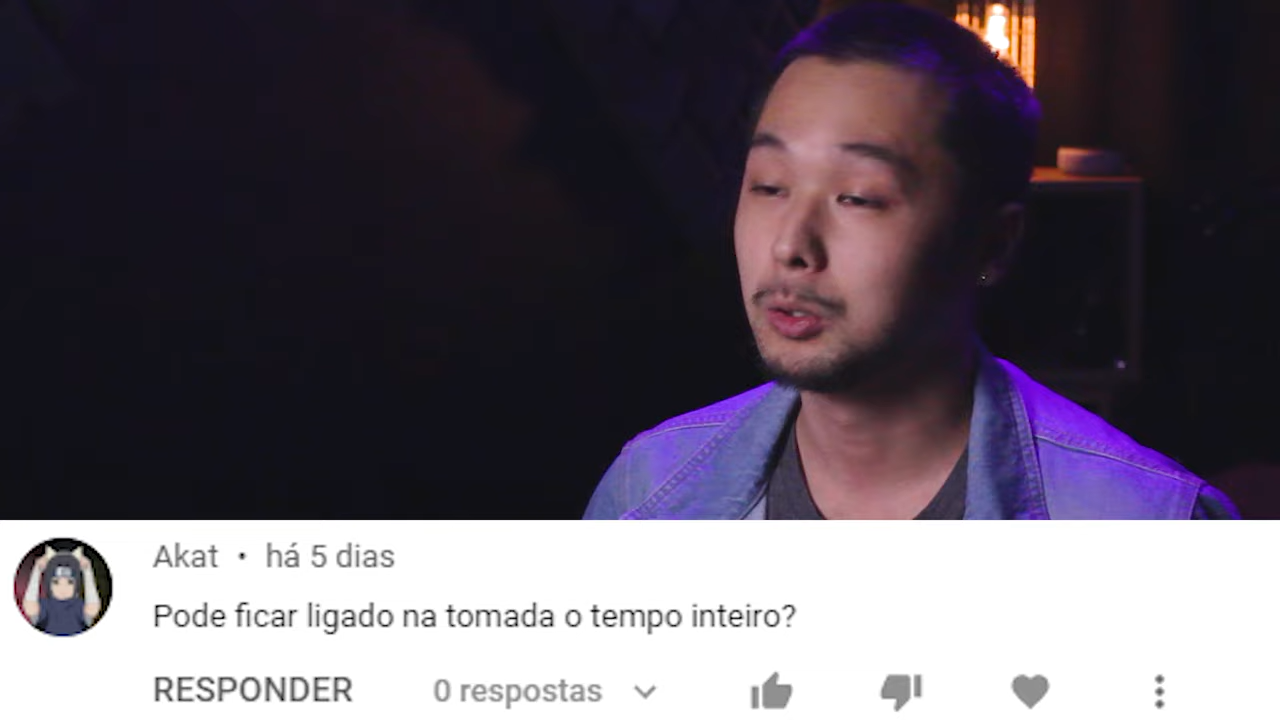 Akat • há 5 dias
Pode ficar ligado na tomada o tempo inteiro?
RESPONDER 0 respostas